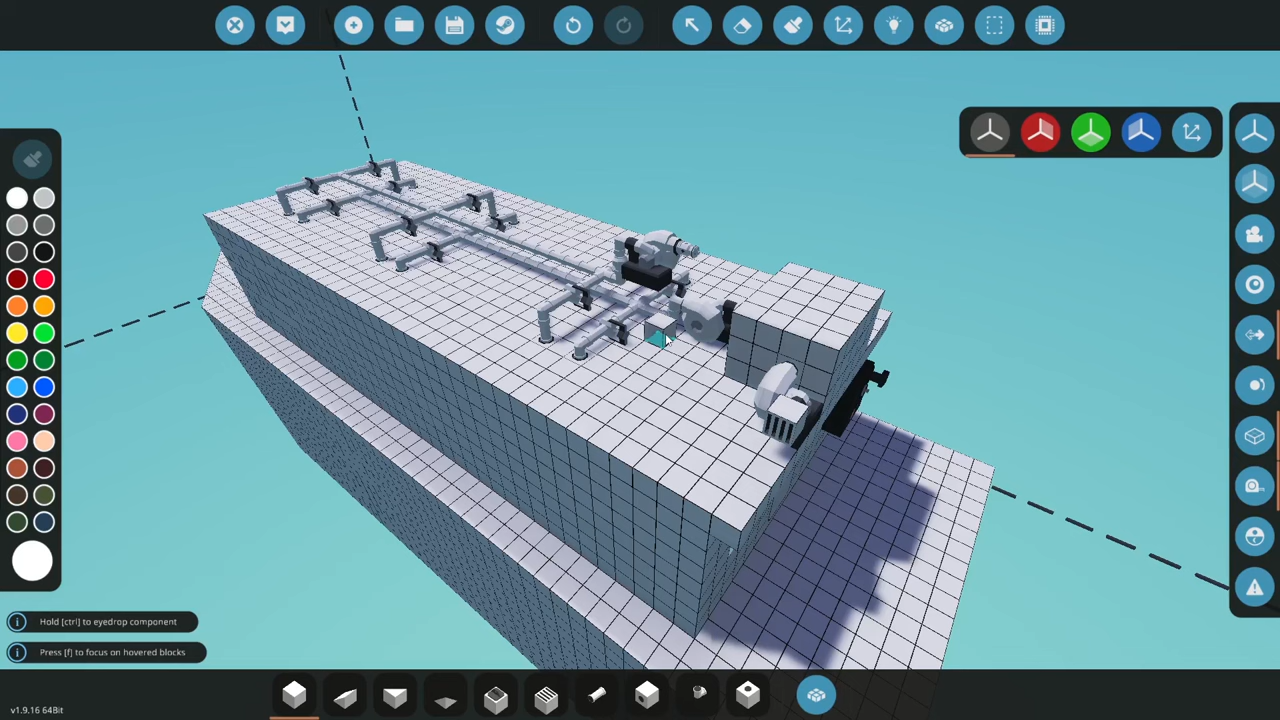 Hold [ctrl] to eyedrop component
Press [f] to focus on hovered blocks
v1.9.16 64Bit